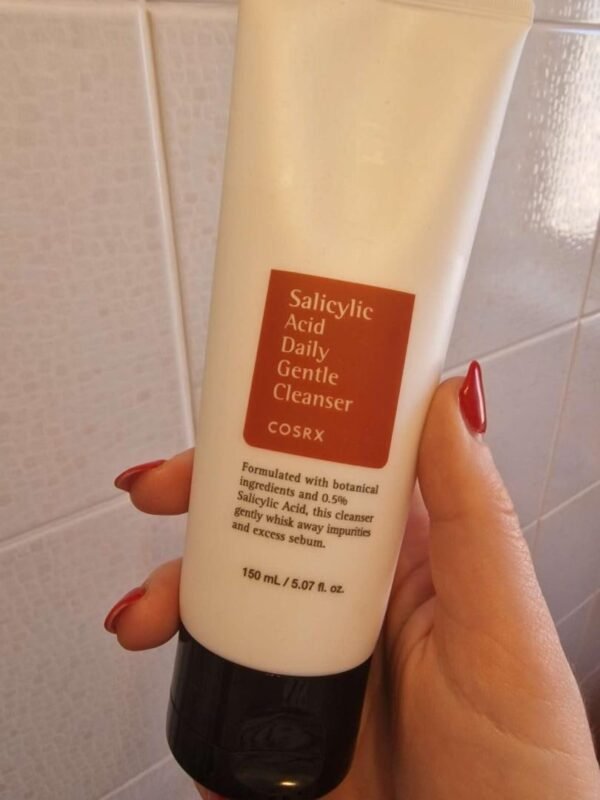 Salicylic
Acid
Daily
Gentle
Cleanser
COSRX
Formulated with botanical
ingredients and 0.5%
Salicylic Acid, this cleanser
gently whisk away impurities
and excess sebum.
150 mL / 5.07 fl. oz.